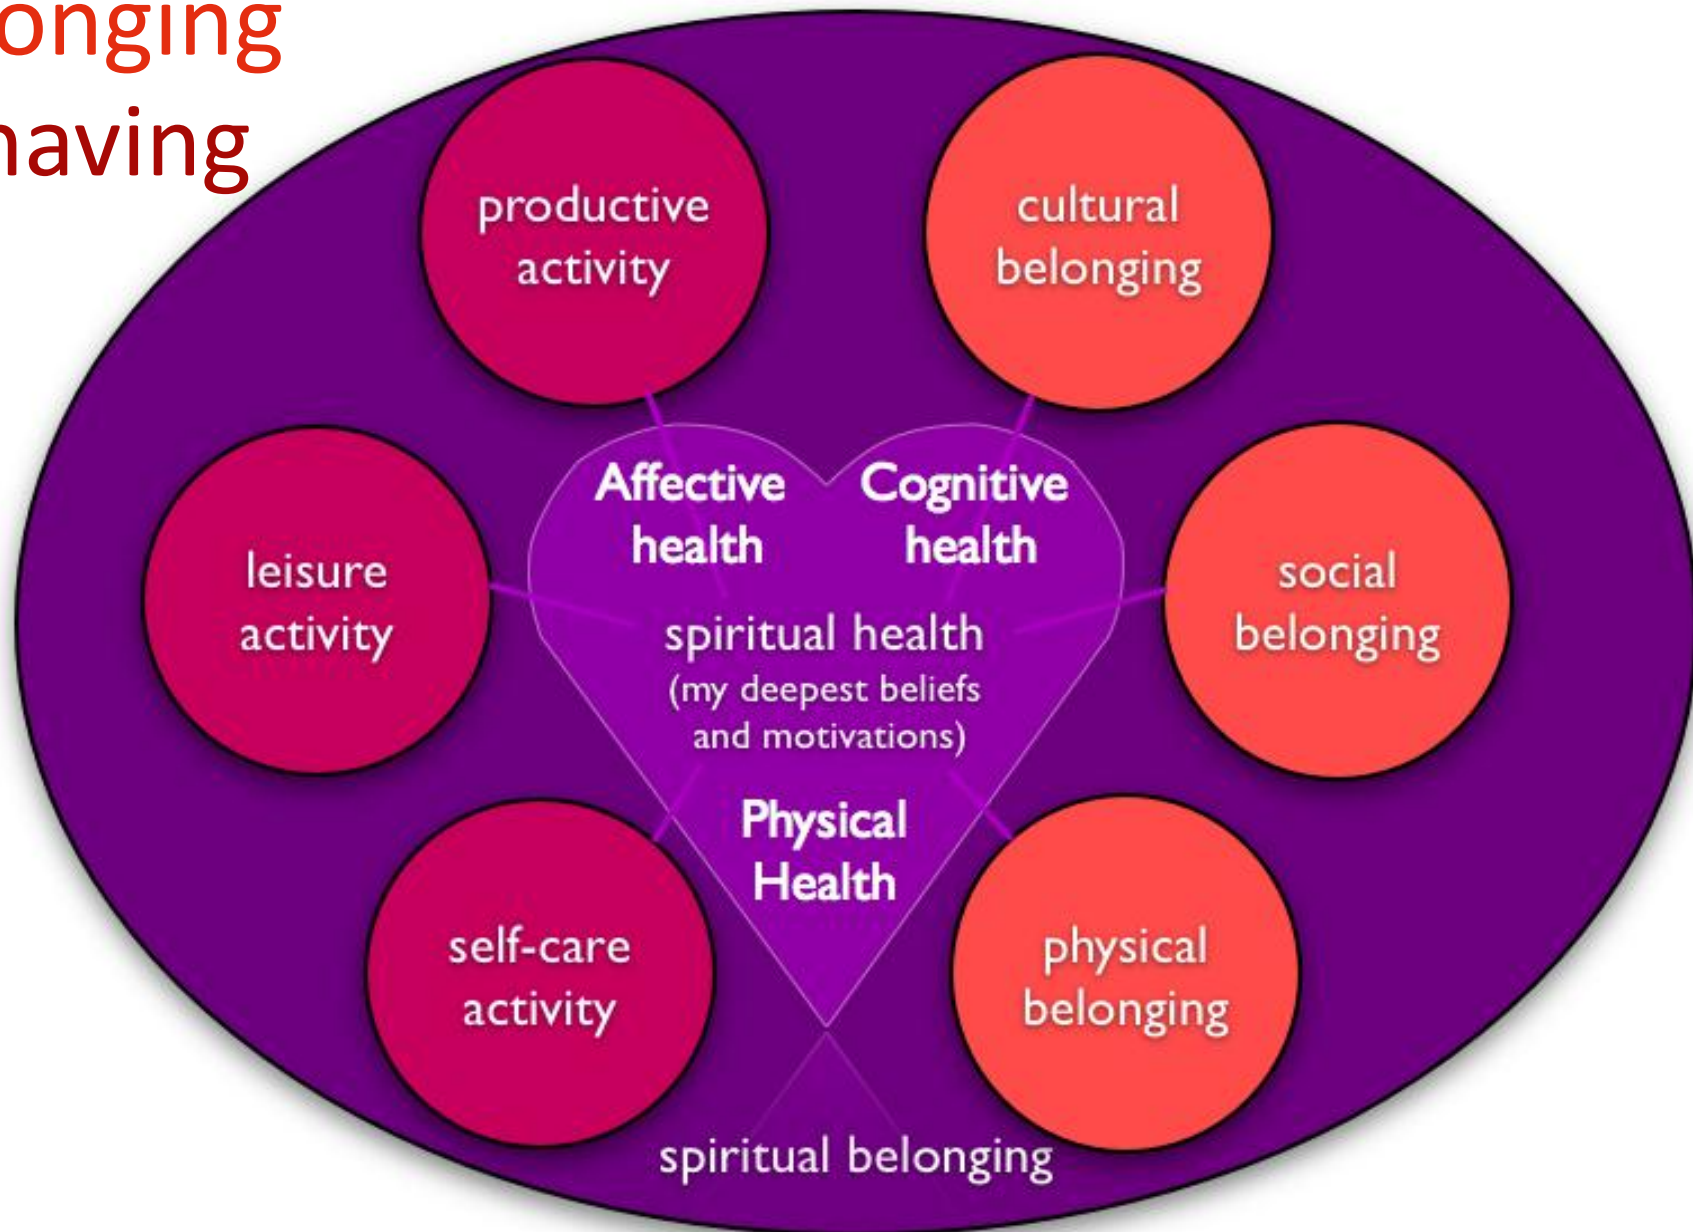 onging
having
productive
activity
cultural
belonging
Affective
health
Cognitive
health
leisure
activity
social
belonging
spiritual health
(my deepest beliefs
and motivations)
Physical
Health
self-care
activity
physical
belonging
spiritual belonging